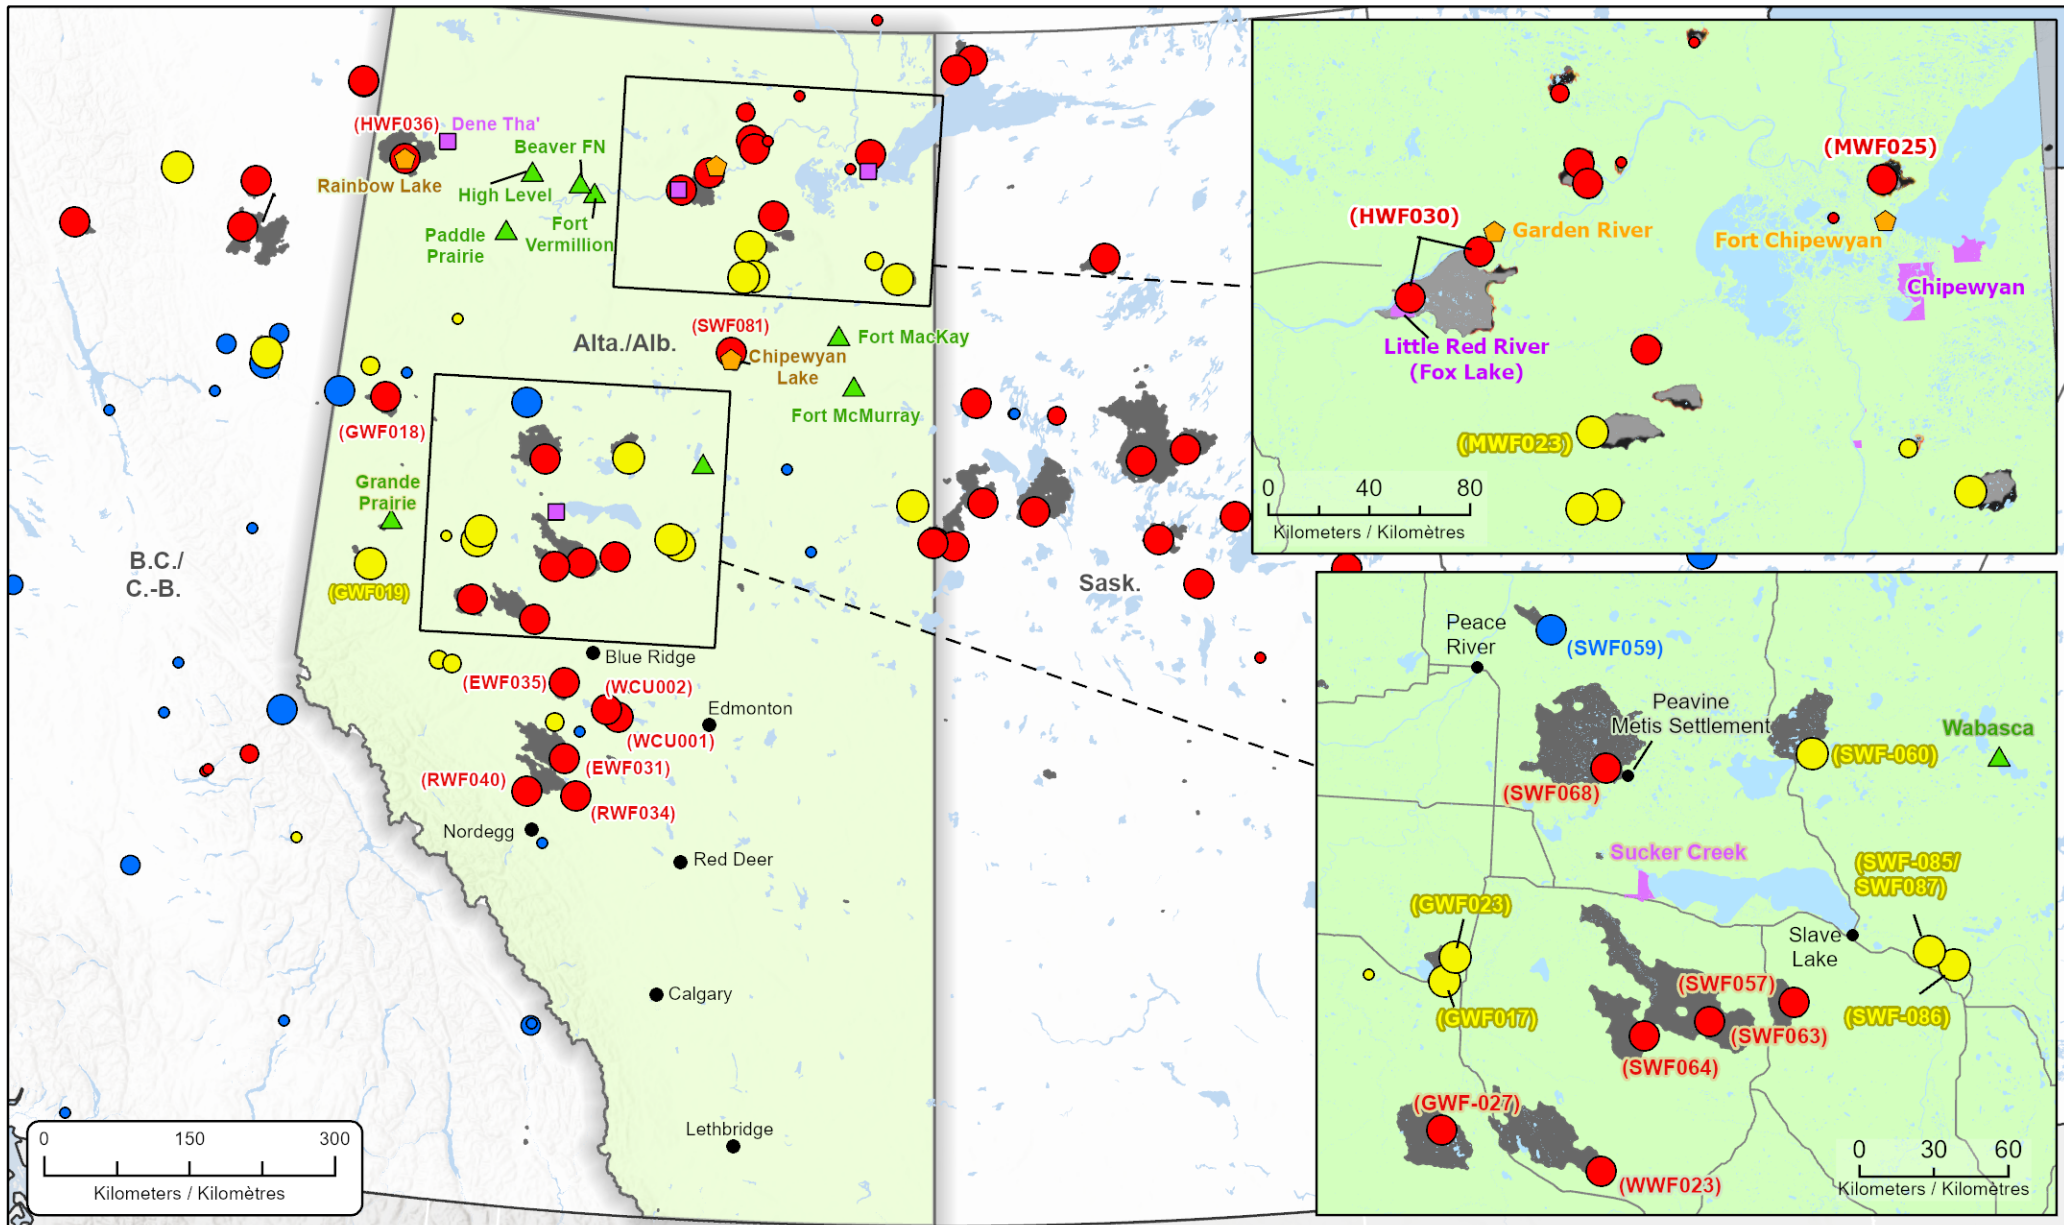 (HWF036)
Dene Tha'
Rainbow Lake
Beaver FN
High Level
Fort
Vermillion
Paddle
Prairie
Alta./Alb.
(SWF081)
Chipewyan
Lake
Fort MacKay
Fort McMurray
(GWF018)
Grande
Prairie
(GWF019)
B.C./
C.-B.
Sask.
Blue Ridge
(EWF035)
(WCU002)
Edmonton
(WCU001)
(EWF031)
(RWF040)
(RWF034)
Nordegg
Red Deer
Calgary
Lethbridge
0 150 300
Kilometers / Kilomètres
(MWF025)
(HWF030)
Garden River
Fort Chipewyan
Chipewyan
Little Red River
(Fox Lake)
(MWF023)
0 40 80
Kilometers / Kilomètres
Peace
River
(SWF059)
Peavine
Metis Settlement
Wabasca
(SWF-060)
(SWF068)
Sucker Creek
(SWF-085/
SWF087)
(GWF023)
Slave
Lake
(SWF057)
(GWF017)
(SWF-086)
(SWF063)
(SWF064)
(GWF-027)
(WWF023)
0 30 60
Kilometers / Kilomètres